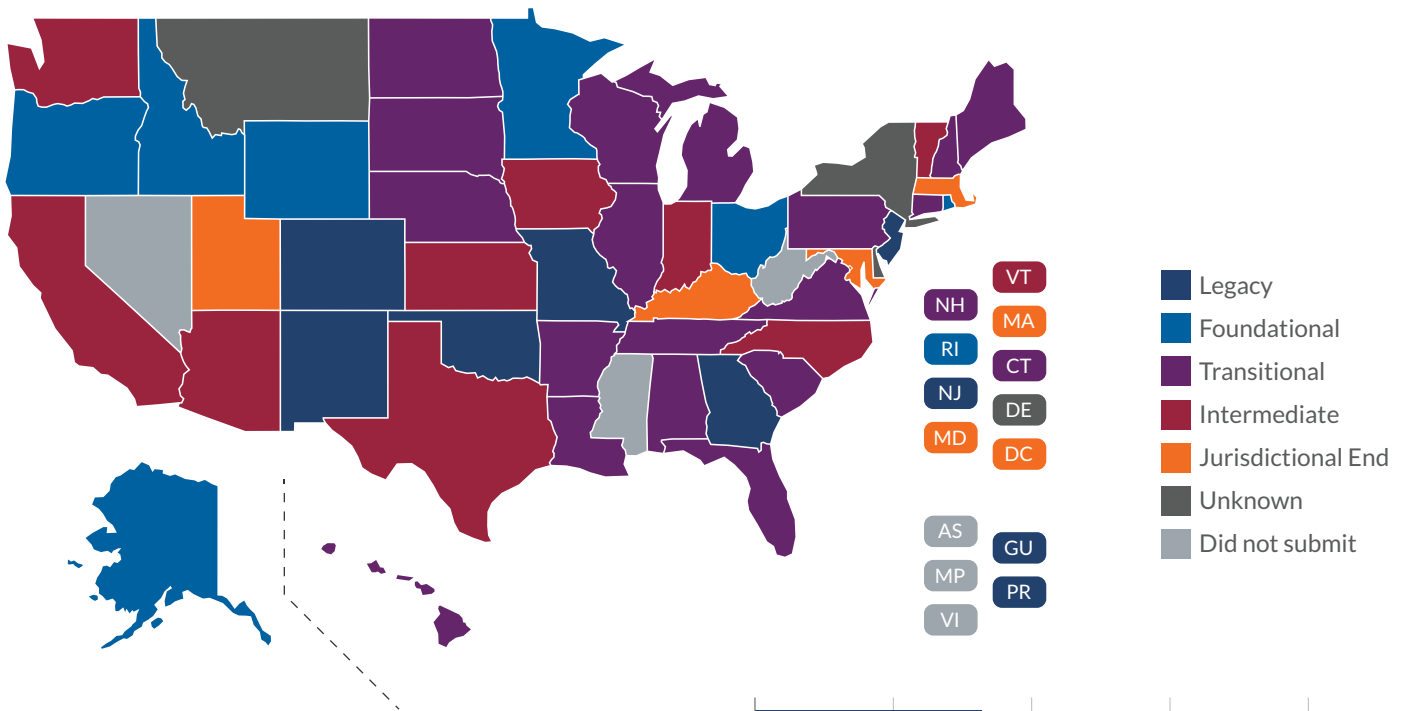 VT
NH
MA
RI
CT
NJ
DE
MD
DC
AS
GU
MP
PR
VI
Legacy
Foundational
Transitional
Intermediate
Jurisdictional End
Unknown
Did not submit